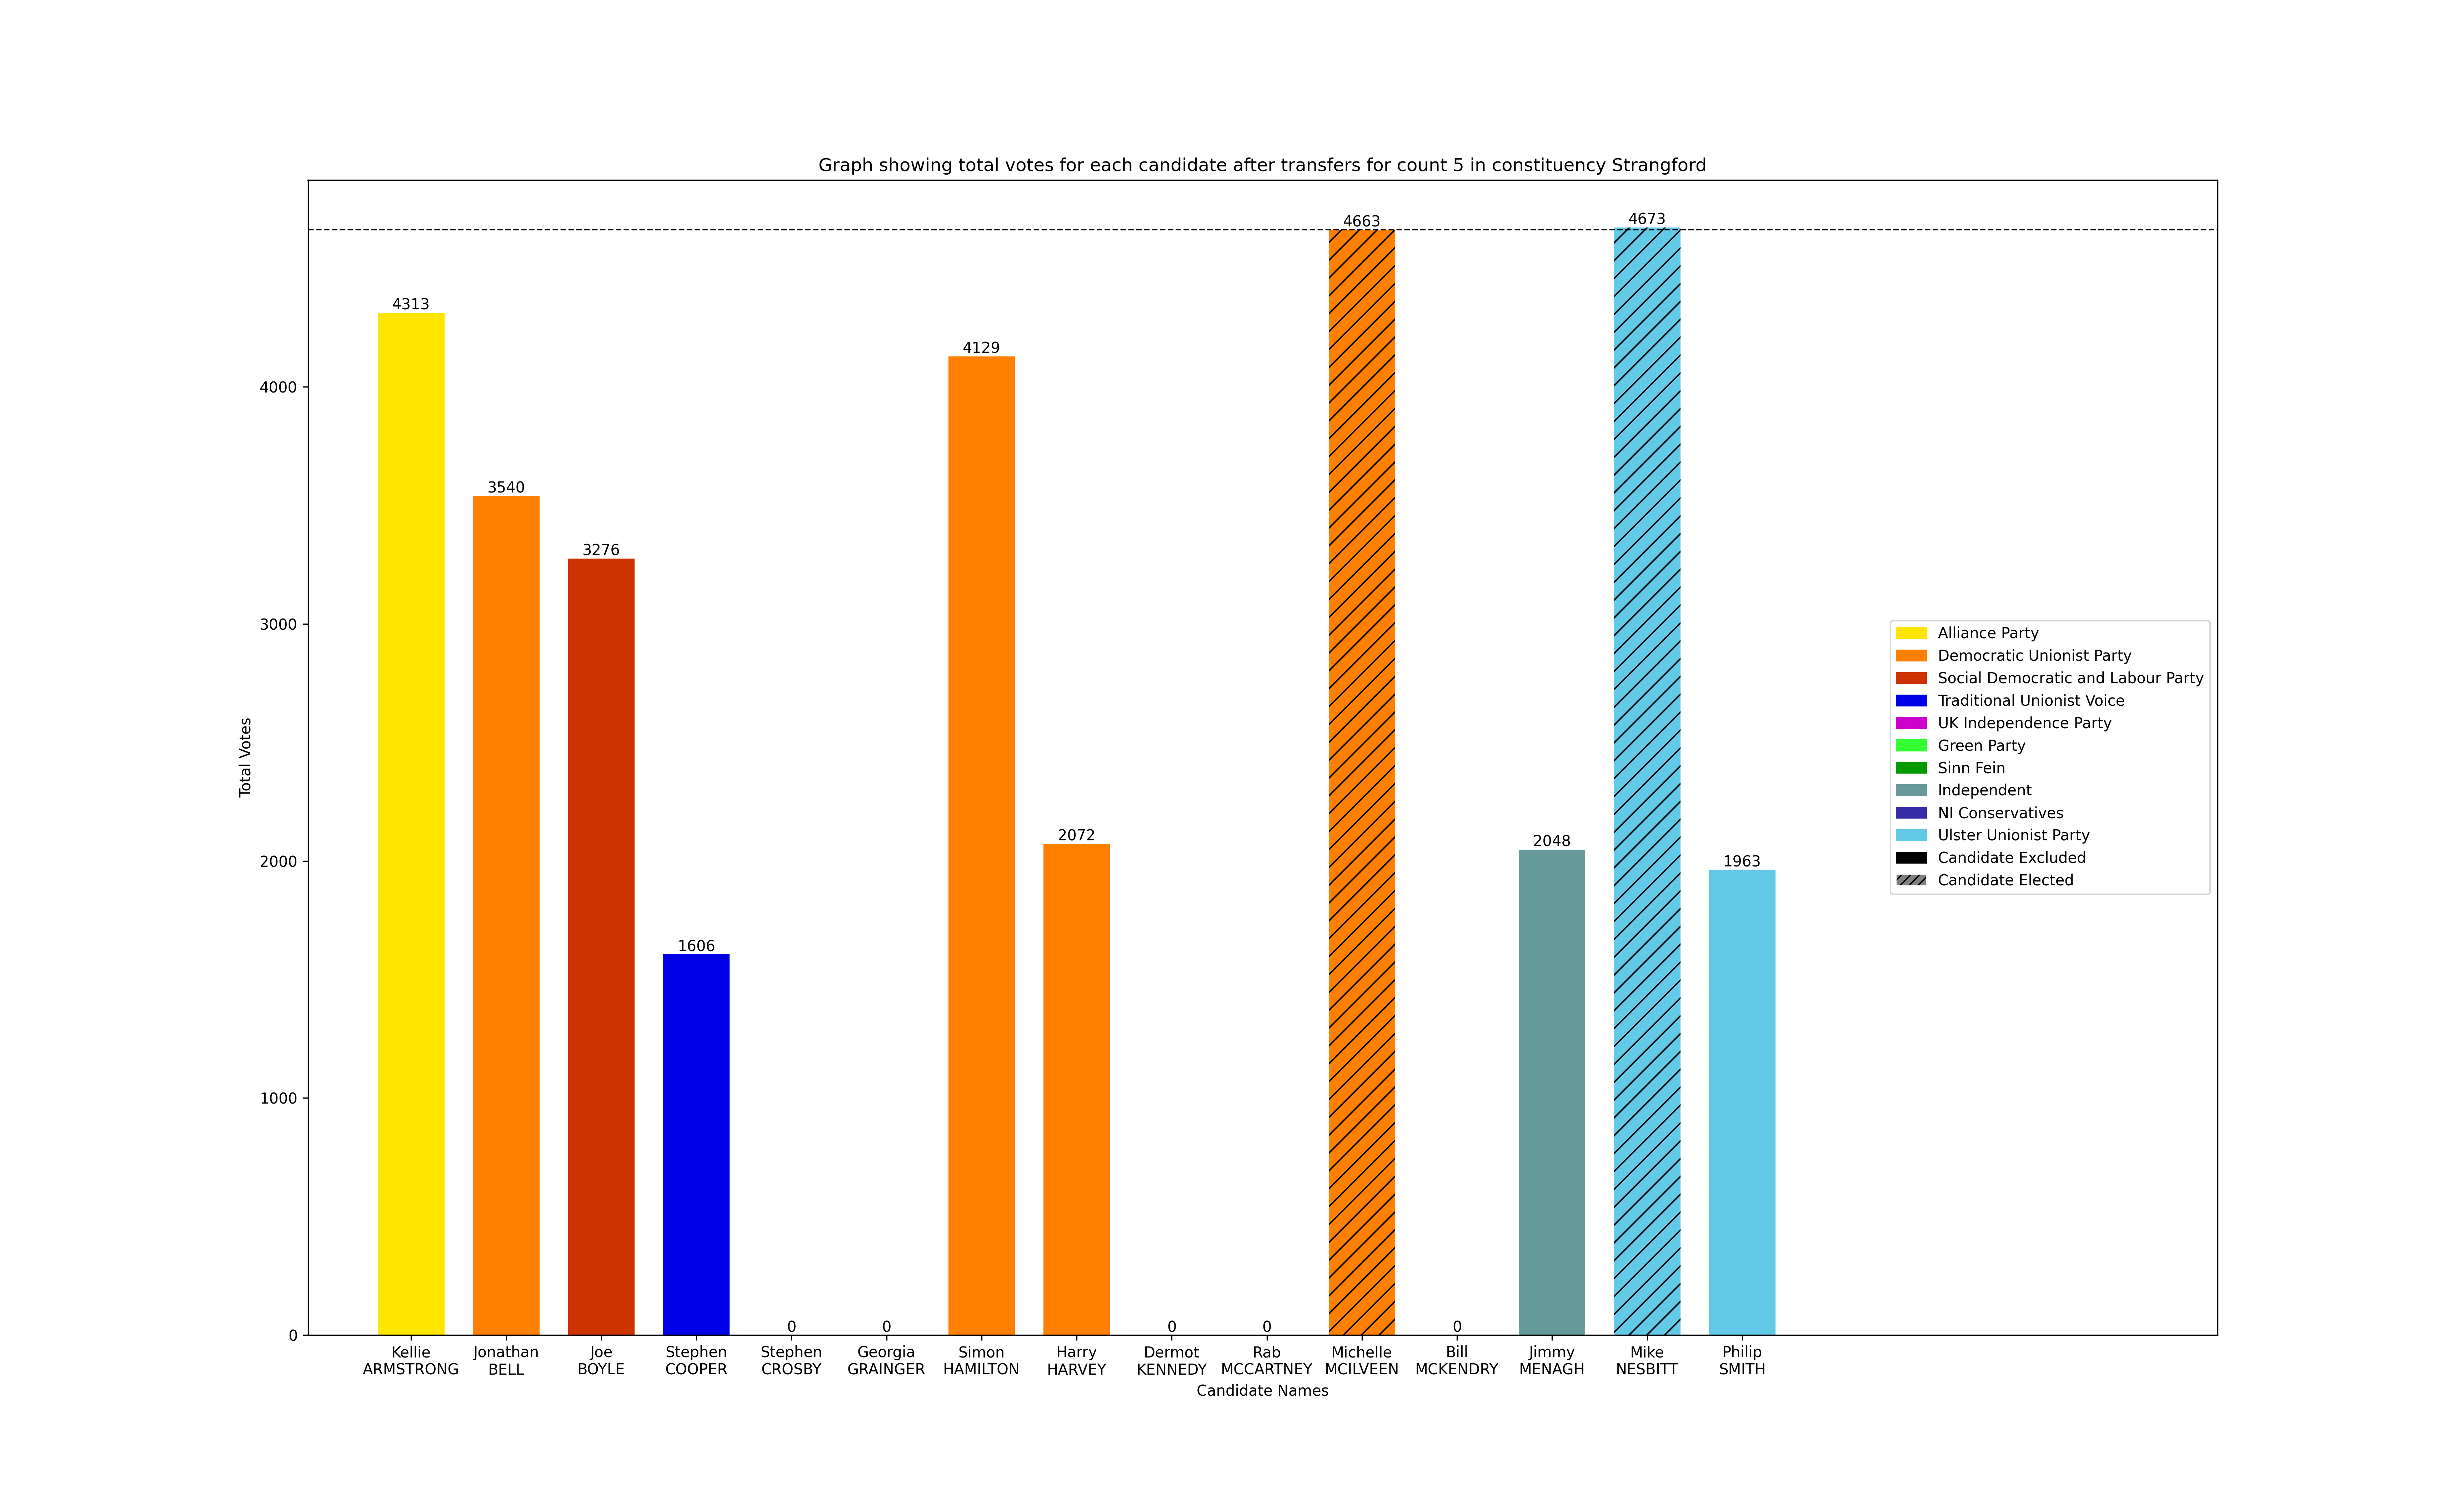 Graph showing total votes for each candidate after transfers for count 5 in constituency Strangford
Total Votes
4000
3000
2000
1000
0
4313
3540
3276
1606
0
0
4129
2072
0
0
4663
0
2048
4673
1963
Kellie
ARMSTRONG
Jonathan
BELL
Joe
BOYLE
Stephen
COOPER
Stephen
CROSBY
Georgia
GRAINGER
Simon
HAMILTON
Harry
HARVEY
Dermot
KENNEDY
Rab
MCCARTNEY
Michelle
MCILVEEN
Bill
MCKENDRY
Jimmy
MENAGH
Mike
NESBITT
Philip
SMITH
Candidate Names
Alliance Party
Democratic Unionist Party
Social Democratic and Labour Party
Traditional Unionist Voice
UK Independence Party
Green Party
Sinn Fein
Independent
NI Conservatives
Ulster Unionist Party
Candidate Excluded
Candidate Elected